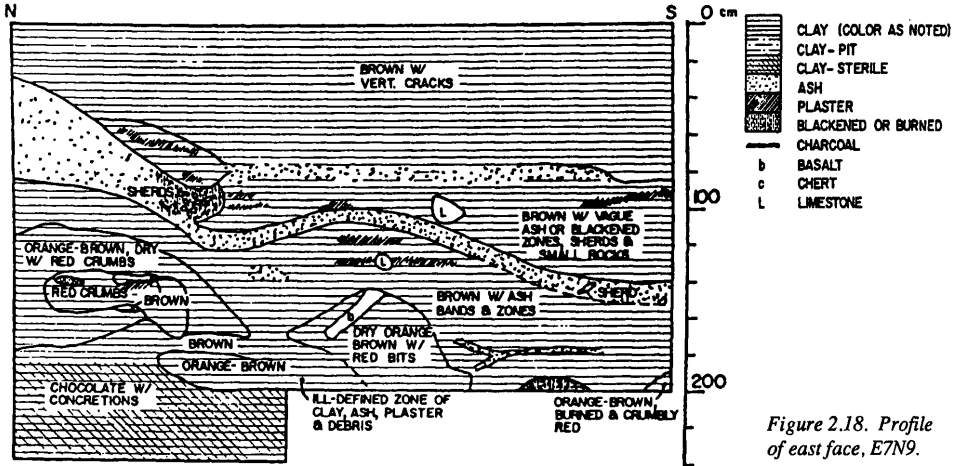 N
S
0 cm
100
200
BROWN W/
VERT. CRACKS
SHERDS
L
BROWN W/ VAGUE
ASH OR BLACKENED
ZONES, SHERDS &
SMALL ROCKS
ORANGE-BROWN, DRY
W/ RED CRUMBS
RED CRUMBS
BROWN
L
SHERD
BROWN W/ ASH
BANDS & ZONES
b
DRY ORANGE
BROWN W/
RED BITS
BROWN
ORANGE-BROWN
CHOCOLATE W/
CONCRETIONS
ILL-DEFINED ZONE OF
CLAY, ASH, PLASTER
& DEBRIS
ORANGE-BROWN,
BURNED & CRUMBLY
RED
CLAY (COLOR AS NOTED)
CLAY-PIT
CLAY-STERILE
ASH
PLASTER
BLACKENED OR BURNED
CHARCOAL
b BASALT
c CHERT
L LIMESTONE
Figure 2.18. Profile
of east face, E7N9.